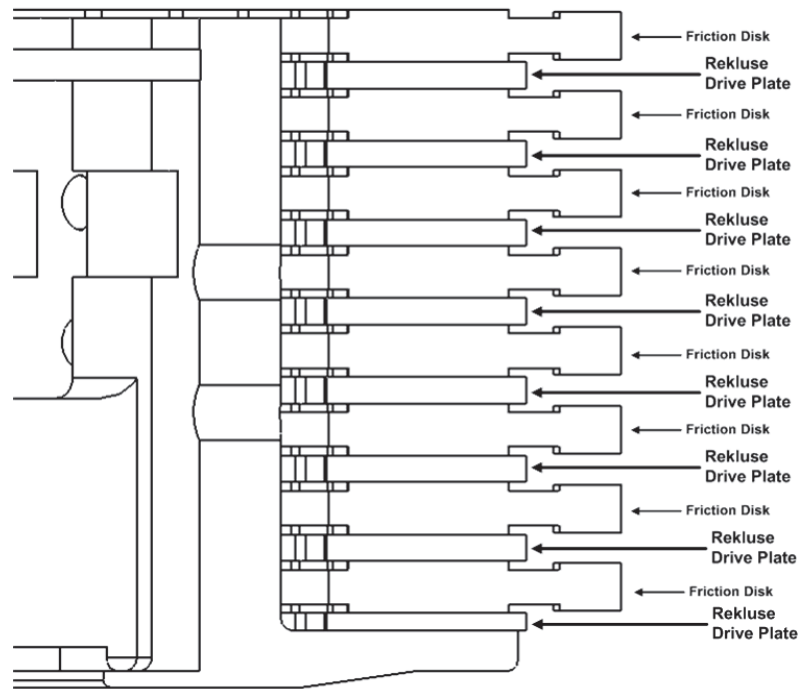 Friction Disk
Rekluse
Drive Plate
Friction Disk
Rekluse
Drive Plate
Friction Disk
Rekluse
Drive Plate
Friction Disk
Rekluse
Drive Plate
Friction Disk
Rekluse
Drive Plate
Friction Disk
Rekluse
Drive Plate
Friction Disk
Rekluse
Drive Plate
Friction Disk
Rekluse
Drive Plate